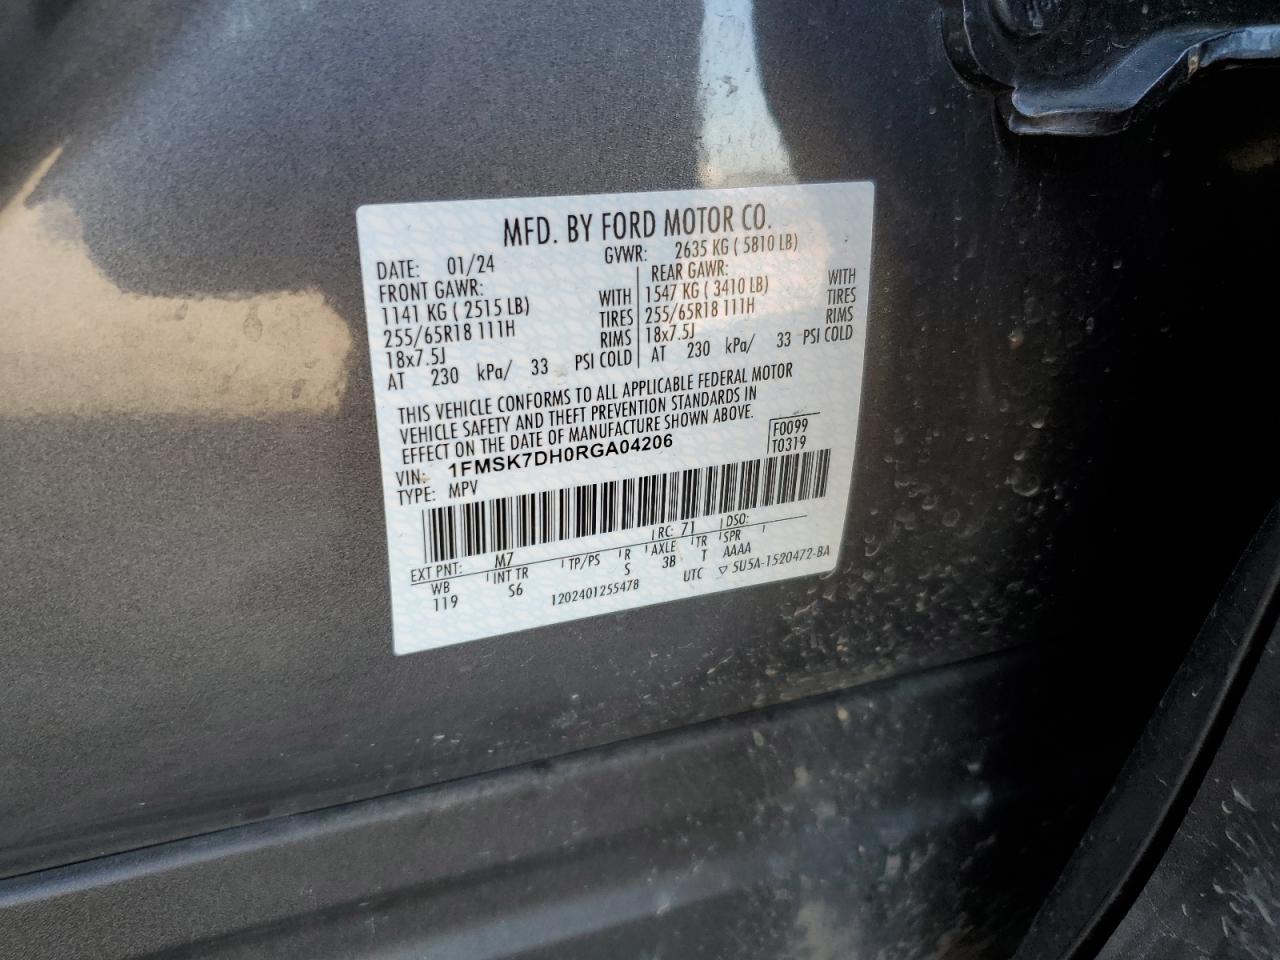 MFD. BY FORD MOTOR CO.
DATE: 01/24 GVWR: 2635 KG ( 5810 LB)
FRONT GAWR: REAR GAWR:
1141 KG ( 2515 LB) WITH 1547 KG ( 3410 LB) WITH
255/65R18 111H TIRES 255/65R18 111H TIRES
18x7.5J RIMS 18x7.5J RIMS
AT 230 kPa/ 33 PSI COLD AT 230 kPa/ 33 PSI COLD
THIS VEHICLE CONFORMS TO ALL APPLICABLE FEDERAL MOTOR
VEHICLE SAFETY AND THEFT PREVENTION STANDARDS IN
EFFECT ON THE DATE OF MANUFACTURE SHOWN ABOVE.
VIN: 1FMSK7DH0RGA04206 F0099
TYPE: MPV T0319
EXT PNT: M7 RC: 71 DSO:
WB INT TR TP/PS R AXLE TR SPR
119 S6 S 3B T AAAA
1202401255478 UTC ▽ 5U5A-1520472-BA